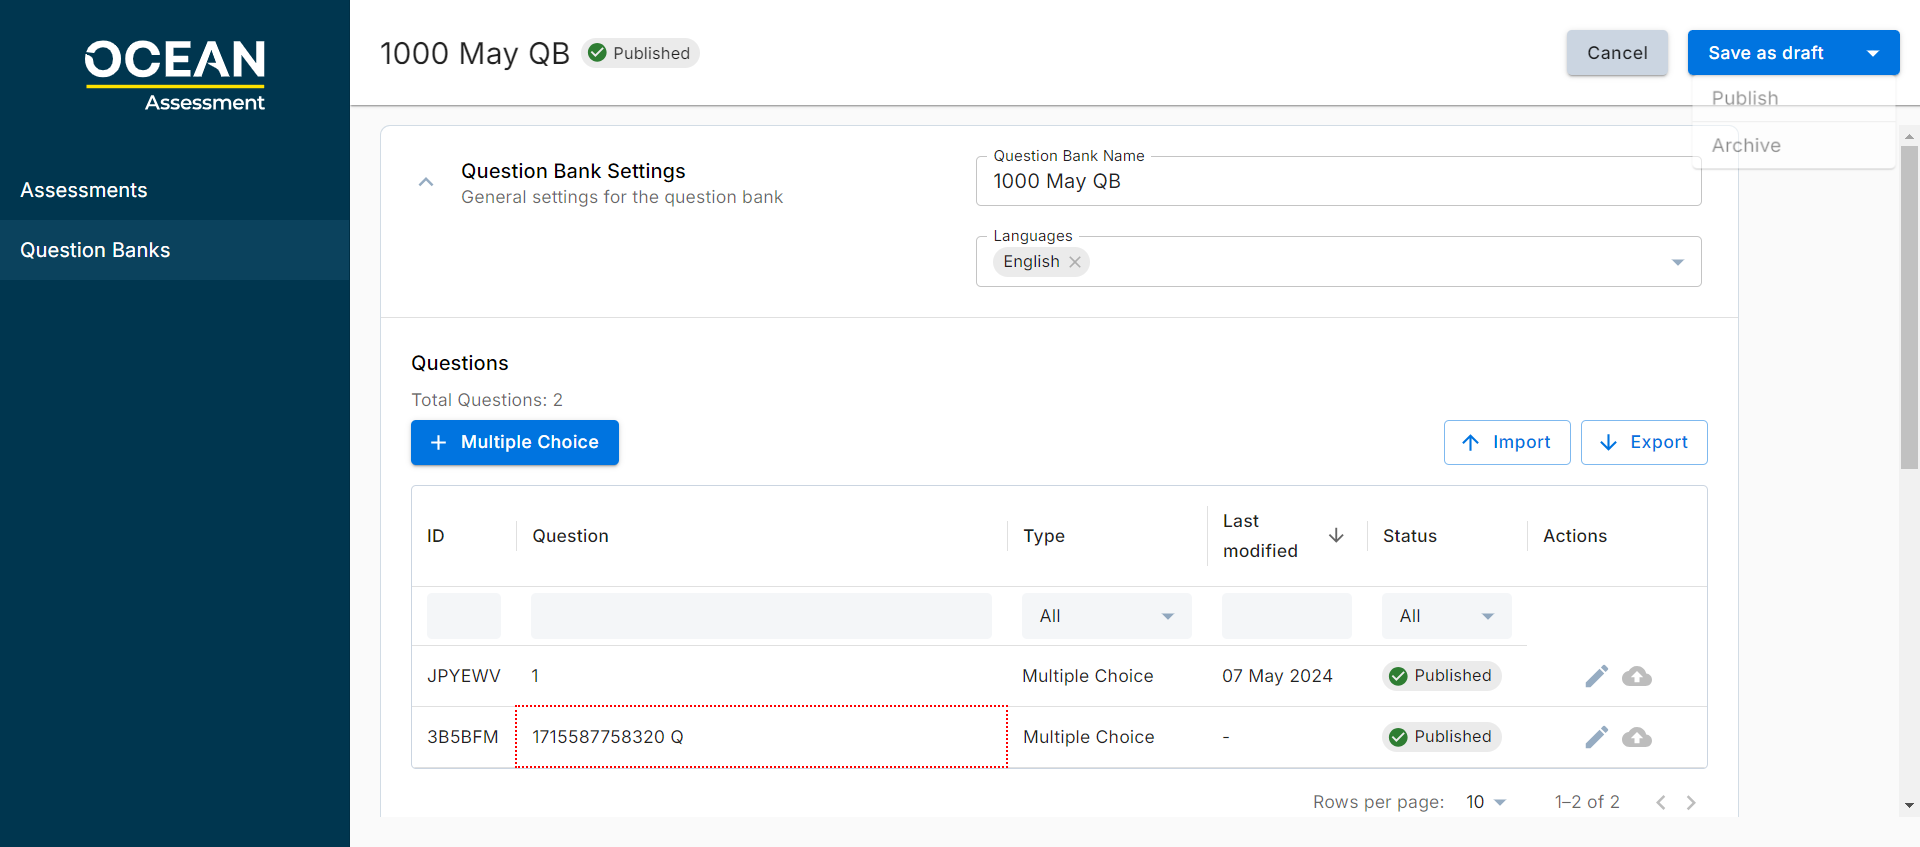 OCEAN
Assessment
Assessments
Question Banks
1000 May QB
Published
Cancel
Save as draft
Publish
Archive
Question Bank Settings
General settings for the question bank
Question Bank Name
1000 May QB
Languages
English
Questions
Total Questions: 2
Multiple Choice
Import
Export
ID
Question
Type
Last
modified
Status
Actions
All
All
JPYEWV
1
Multiple Choice
07 May 2024
Published
3B5BFM
1715587758320 Q
Multiple Choice
-
Published
Rows per page:
10
1–2 of 2